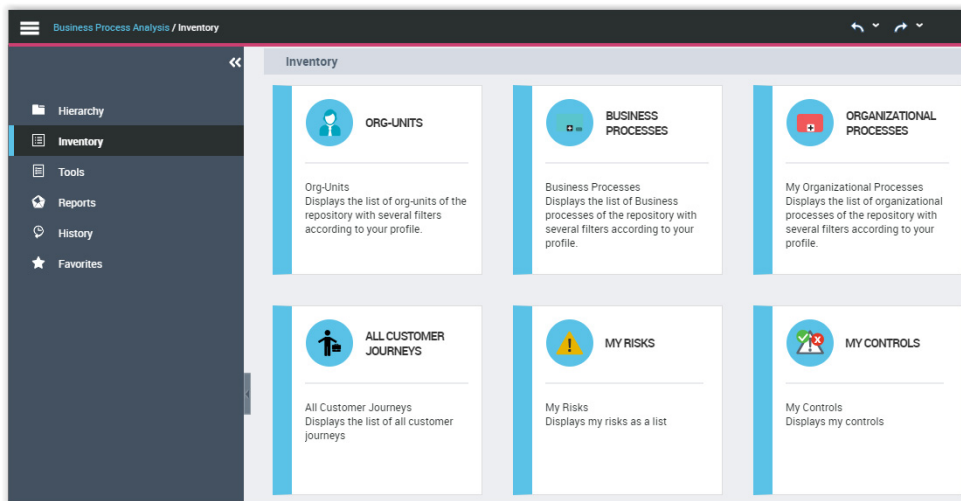 Business Process Analysis / Inventory
Inventory
Hierarchy
Inventory
Tools
Reports
History
Favorites
ORG-UNITS
Org-Units
Displays the list of org-units of the
repository with several filters
according to your profile.
BUSINESS
PROCESSES
Business Processes
Displays the list of Business
processes of the repository with
several filters according to your
profile.
ORGANIZATIONAL
PROCESSES
My Organizational Processes
Displays the list of organizational
processes of the repository with
several filters according to your
profile.
ALL CUSTOMER
JOURNEYS
All Customer Journeys
Displays the list of all customer
journeys
MY RISKS
My Risks
Displays my risks as a list
MY CONTROLS
My Controls
Displays my controls